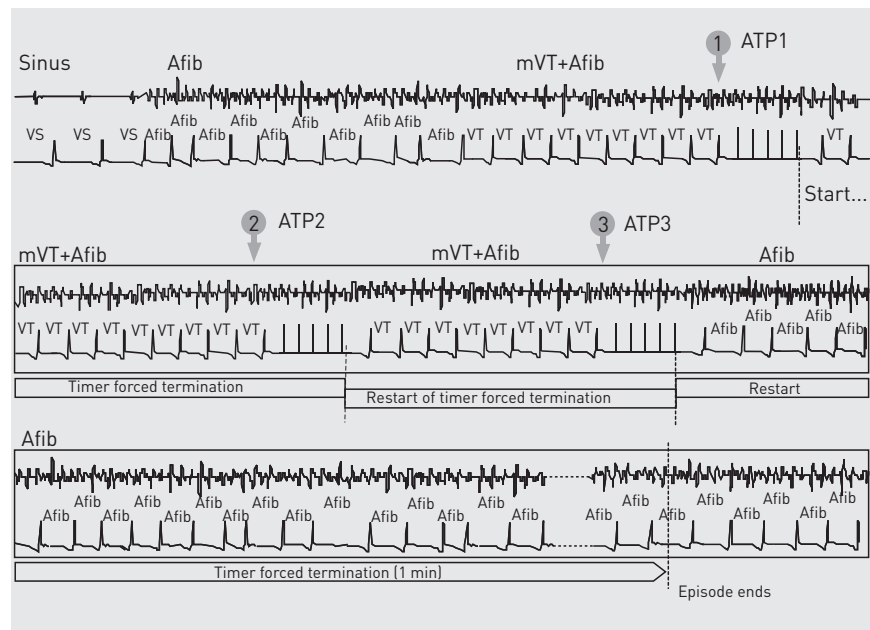 1 ATP1
Sinus Afib mVT+Afib
Afib Afib Afib Afib Afib
VS VS VS Afib Afib Afib Afib Afib VT VT VT VT VT VT VT VT VT VT
Start...
2 ATP2 3 ATP3
mVT+Afib mVT+Afib Afib
Afib Afib
VT VT VT VT VT VT VT VT VT VT VT VT VT VT VT VT Afib Afib Afib
Timer forced termination Restart of timer forced termination Restart
Afib
Afib Afib Afib Afib Afib Afib Afib Afib Afib Afib Afib Afib
Afib Afib Afib Afib Afib Afib Afib Afib Afib Afib Afib Afib
Timer forced termination (1 min)
Episode ends